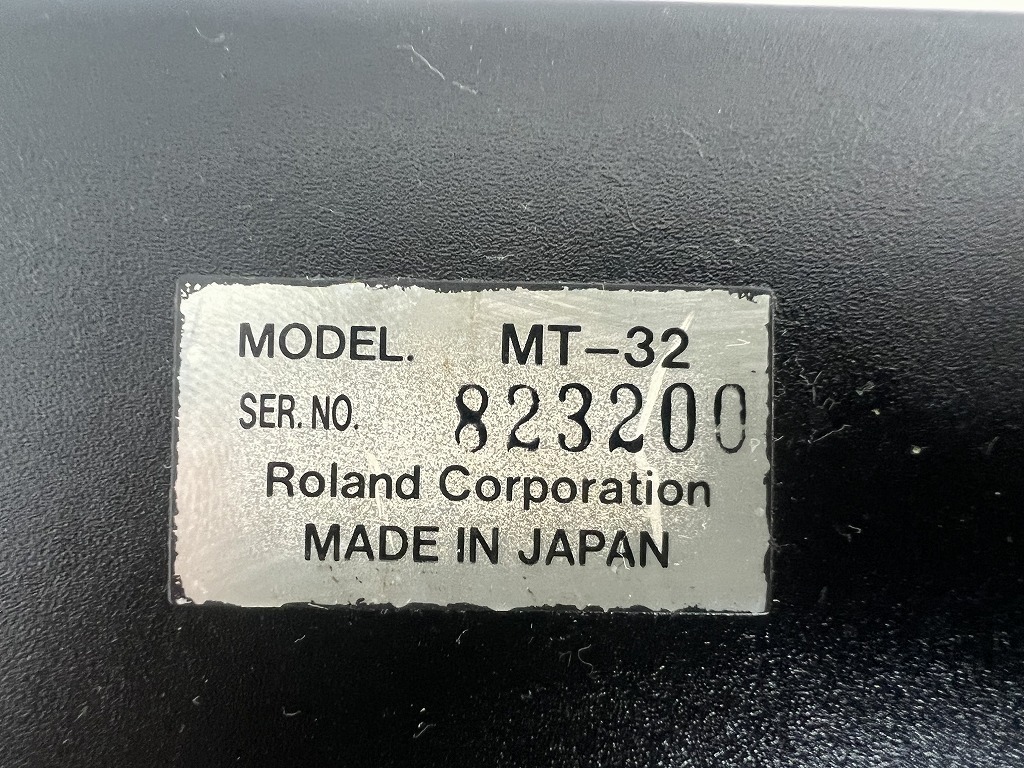 MODEL. MT-32
SER. NO. 823200
Roland Corporation
MADE IN JAPAN